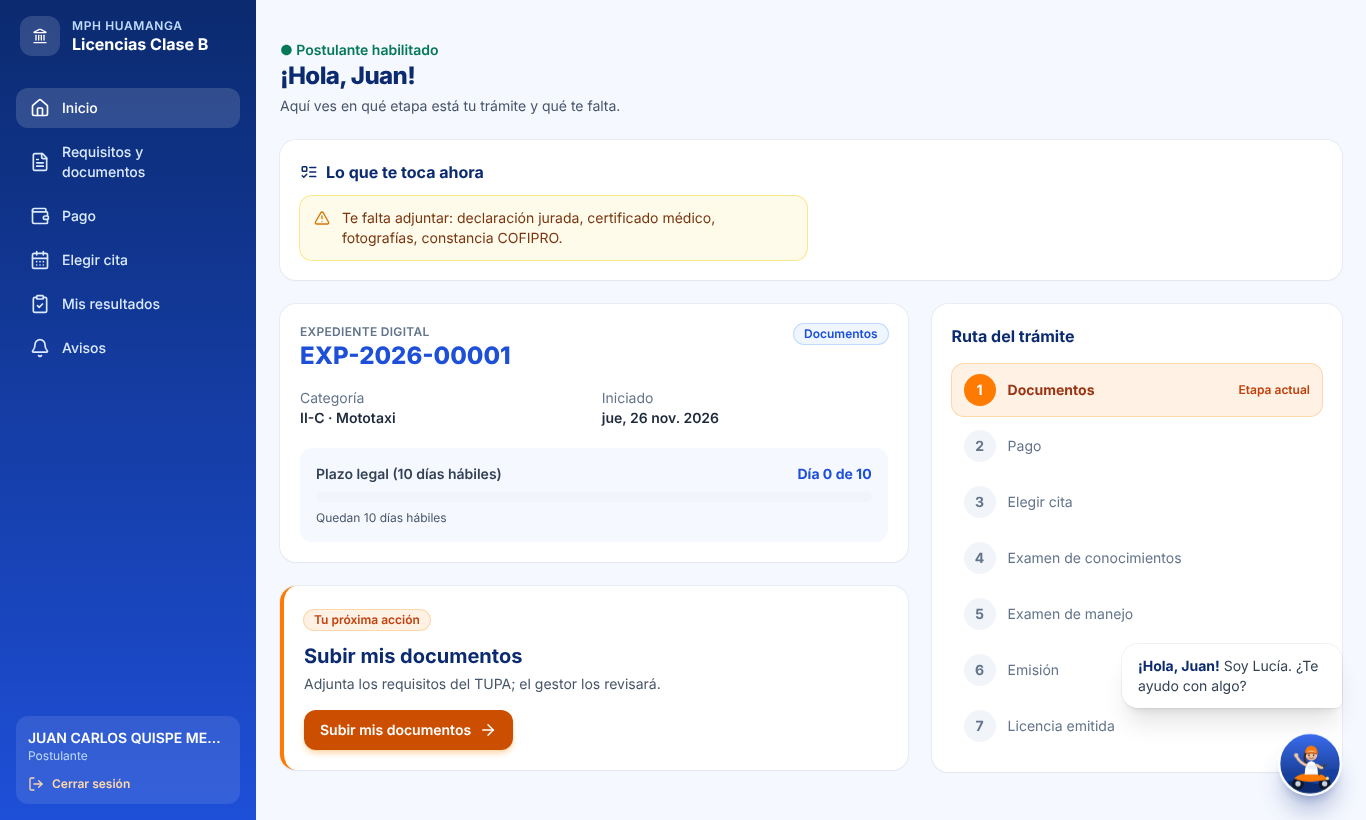 MPH HUAMANGA
Licencias Clase B
Inicio
Requisitos y
documentos
Pago
Elegir cita
Mis resultados
Avisos
JUAN CARLOS QUISPE ME...
Postulante
Cerrar sesión
Postulante habilitado
¡Hola, Juan!
Aquí ves en qué etapa está tu trámite y qué te falta.
Lo que te toca ahora
Te falta adjuntar: declaración jurada, certificado médico,
fotografías, constancia COFIPRO.
EXPEDIENTE DIGITAL
Documentos
EXP-2026-00001
Categoría
II-C · Mototaxi
Iniciado
jue, 26 nov. 2026
Plazo legal (10 días hábiles)
Día 0 de 10
Quedan 10 días hábiles
Tu próxima acción
Subir mis documentos
Adjunta los requisitos del TUPA; el gestor los revisará.
Subir mis documentos
Ruta del trámite
1 Documentos Etapa actual
2 Pago
3 Elegir cita
4 Examen de conocimientos
5 Examen de manejo
6 Emisión
7 Licencia emitida
¡Hola, Juan! Soy Lucía. ¿Te
ayudo con algo?